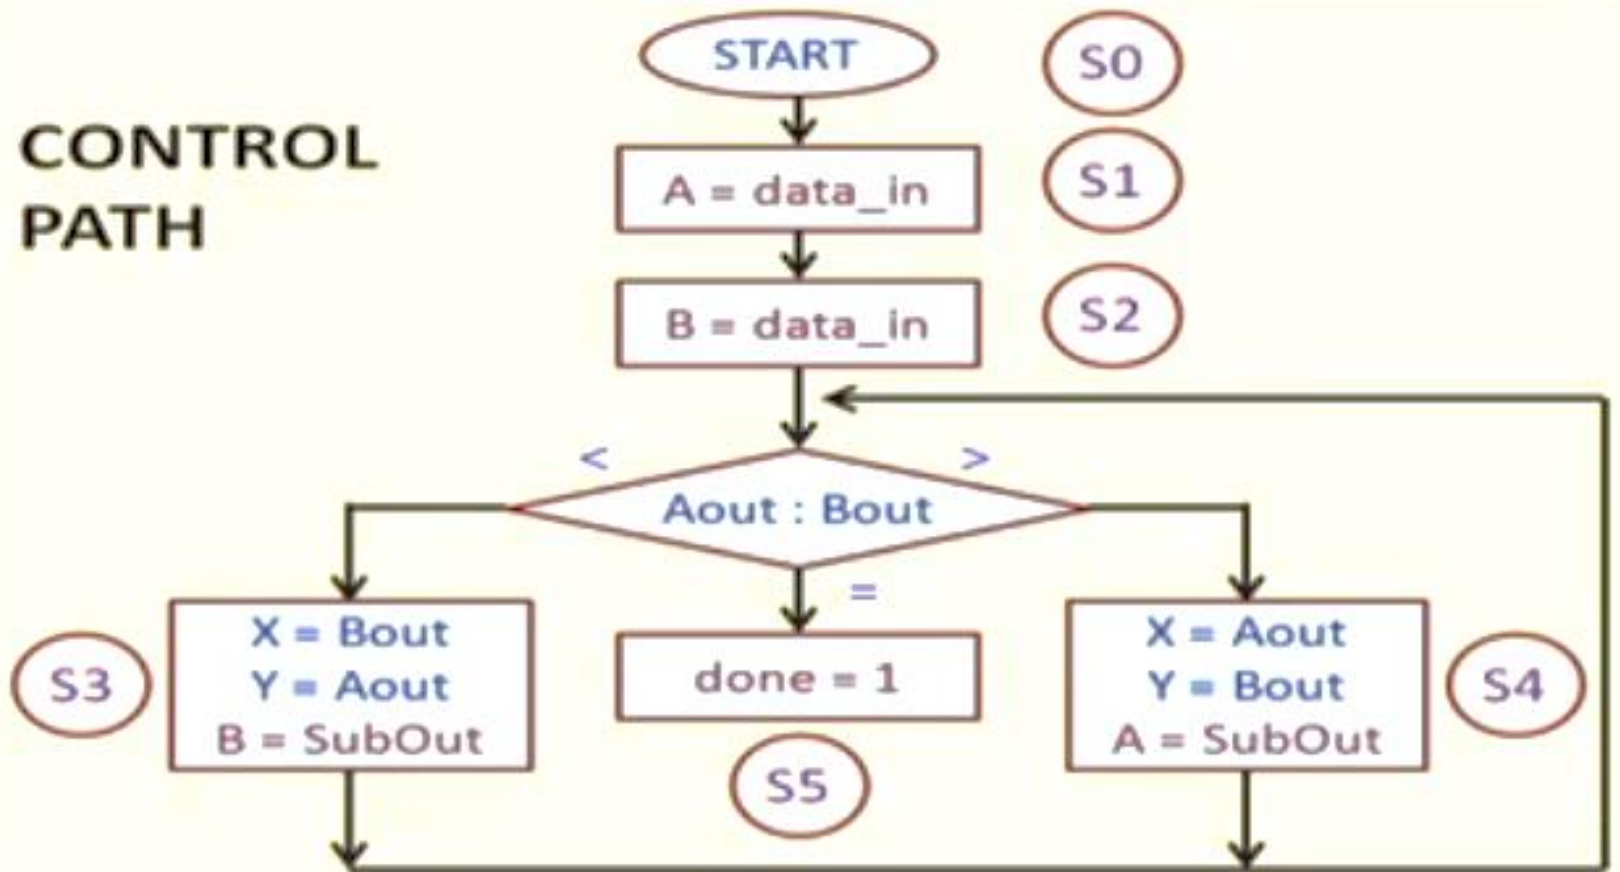 START
S0
CONTROL
PATH
A = data_in
S1
B = data_in
S2
<
>
Aout : Bout
=
X = Bout
Y = Aout
B = SubOut
S3
done = 1
S5
X = Aout
Y = Bout
A = SubOut
S4